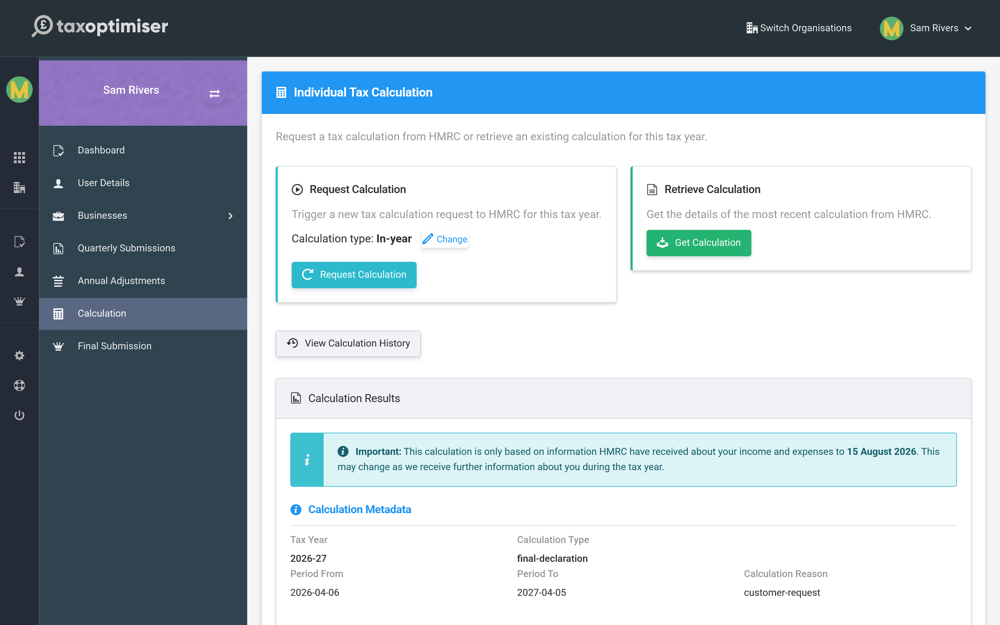 taxoptimiser
Switch Organisations
M
Sam Rivers
M
Sam Rivers
Dashboard
User Details
Businesses
Quarterly Submissions
Annual Adjustments
Calculation
Final Submission
Individual Tax Calculation
Request a tax calculation from HMRC or retrieve an existing calculation for this tax year.
Request Calculation
Trigger a new tax calculation request to HMRC for this tax year.
Calculation type: In-year
Change
Request Calculation
Retrieve Calculation
Get the details of the most recent calculation from HMRC.
Get Calculation
View Calculation History
Calculation Results
Important: This calculation is only based on information HMRC have received about your income and expenses to 15 August 2026. This
may change as we receive further information about you during the tax year.
Calculation Metadata
Tax Year
2026-27
Calculation Type
final-declaration
Period From
2026-04-06
Period To
2027-04-05
Calculation Reason
customer-request